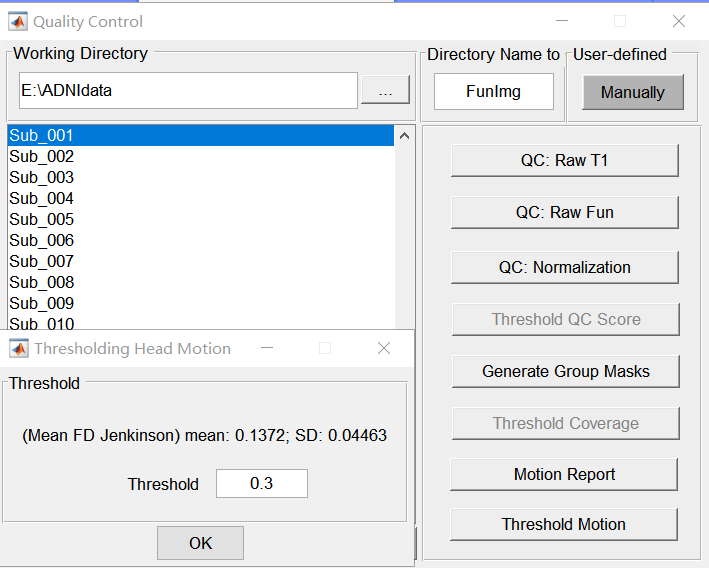 Quality Control
Working Directory
E:\ADNIdata
...
Directory Name to
FunImg
User-defined
Manually
Sub_001
Sub_002
Sub_003
Sub_004
Sub_005
Sub_006
Sub_007
Sub_008
Sub_009
Sub_010
QC: Raw T1
QC: Raw Fun
QC: Normalization
Threshold QC Score
Generate Group Masks
Threshold Coverage
Motion Report
Threshold Motion
Thresholding Head Motion
Threshold
(Mean FD Jenkinson) mean: 0.1372; SD: 0.04463
Threshold 0.3
OK